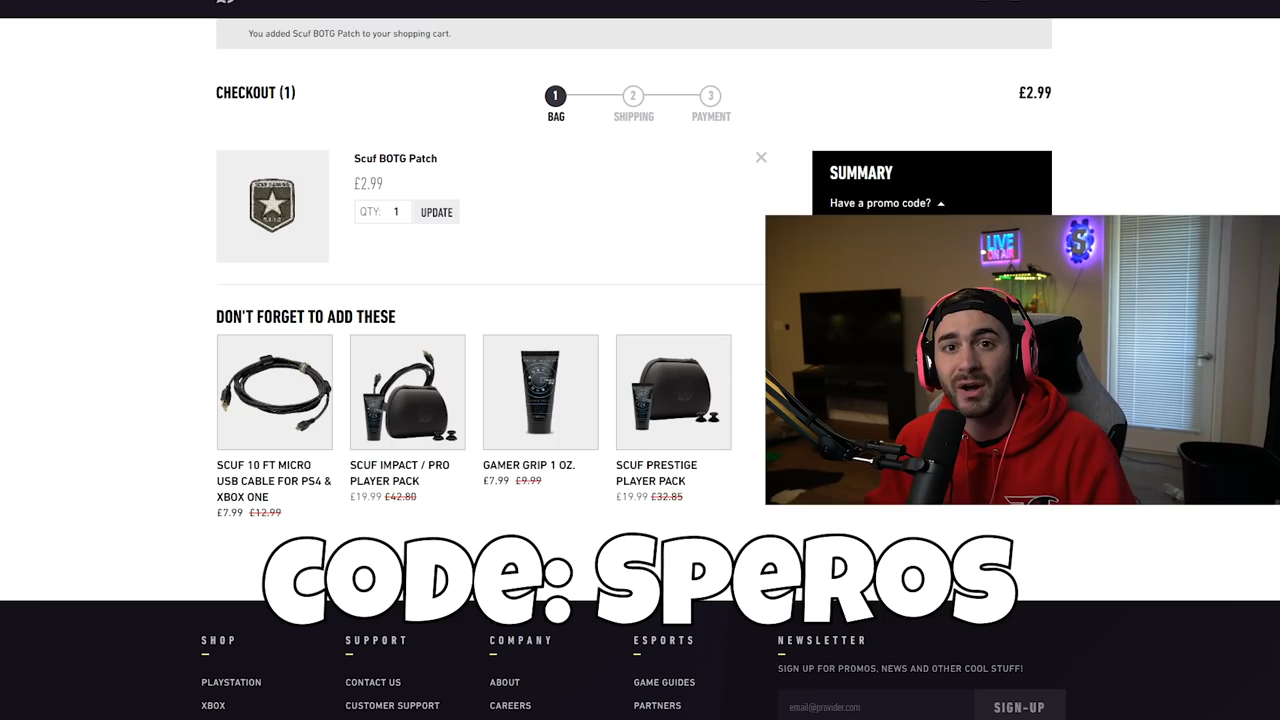 You added Scuf BOTG Patch to your shopping cart.
CHECKOUT (1)
1
2
3
£2.99
BAG
SHIPPING
PAYMENT
Scuf BOTG Patch
£2.99
QTY: 1 UPDATE
SCUF GAMING
SUMMARY
Have a promo code?
LIVE
ON AIR
S
DON'T FORGET TO ADD THESE
SCUF 10 FT MICRO
USB CABLE FOR PS4 &
XBOX ONE
£7.99 £12.99
SCUF IMPACT / PRO
PLAYER PACK
£19.99 £42.80
GAMER GRIP 1 OZ.
£7.99 £9.99
SCUF PRESTIGE
PLAYER PACK
£19.99 £32.85
CODE: SPEROS
SHOP
PLAYSTATION
XBOX
SUPPORT
CONTACT US
CUSTOMER SUPPORT
COMPANY
ABOUT
CAREERS
ESPORTS
GAME GUIDES
PARTNERS
NEWSLETTER
SIGN UP FOR PROMOS, NEWS AND OTHER COOL STUFF!
email@provider.com
SIGN-UP